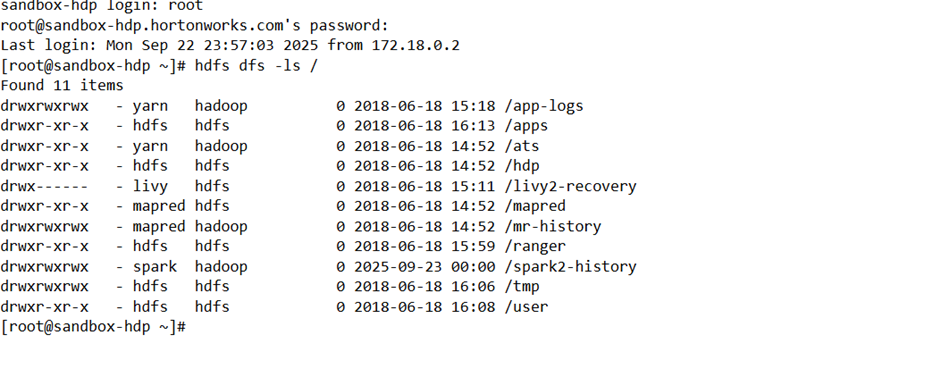 sandbox-hdp login: root
root@sandbox-hdp.hortonworks.com's password:
Last login: Mon Sep 22 23:57:03 2025 from 172.18.0.2
[root@sandbox-hdp ~]# hdfs dfs -ls /
Found 11 items
drwxrwxrwx   - yarn   hadoop          0 2018-06-18 15:18 /app-logs
drwxr-xr-x   - hdfs   hdfs            0 2018-06-18 16:13 /apps
drwxr-xr-x   - yarn   hadoop          0 2018-06-18 14:52 /ats
drwxr-xr-x   - hdfs   hdfs            0 2018-06-18 14:52 /hdp
drwx------   - livy   hdfs            0 2018-06-18 15:11 /livy2-recovery
drwxr-xr-x   - mapred hdfs            0 2018-06-18 14:52 /mapred
drwxrwxrwx   - mapred hadoop          0 2018-06-18 14:52 /mr-history
drwxr-xr-x   - hdfs   hdfs            0 2018-06-18 15:59 /ranger
drwxrwxrwx   - spark  hadoop          0 2025-09-23 00:00 /spark2-history
drwxrwxrwx   - hdfs   hdfs            0 2018-06-18 16:06 /tmp
drwxr-xr-x   - hdfs   hdfs            0 2018-06-18 16:08 /user
[root@sandbox-hdp ~]#